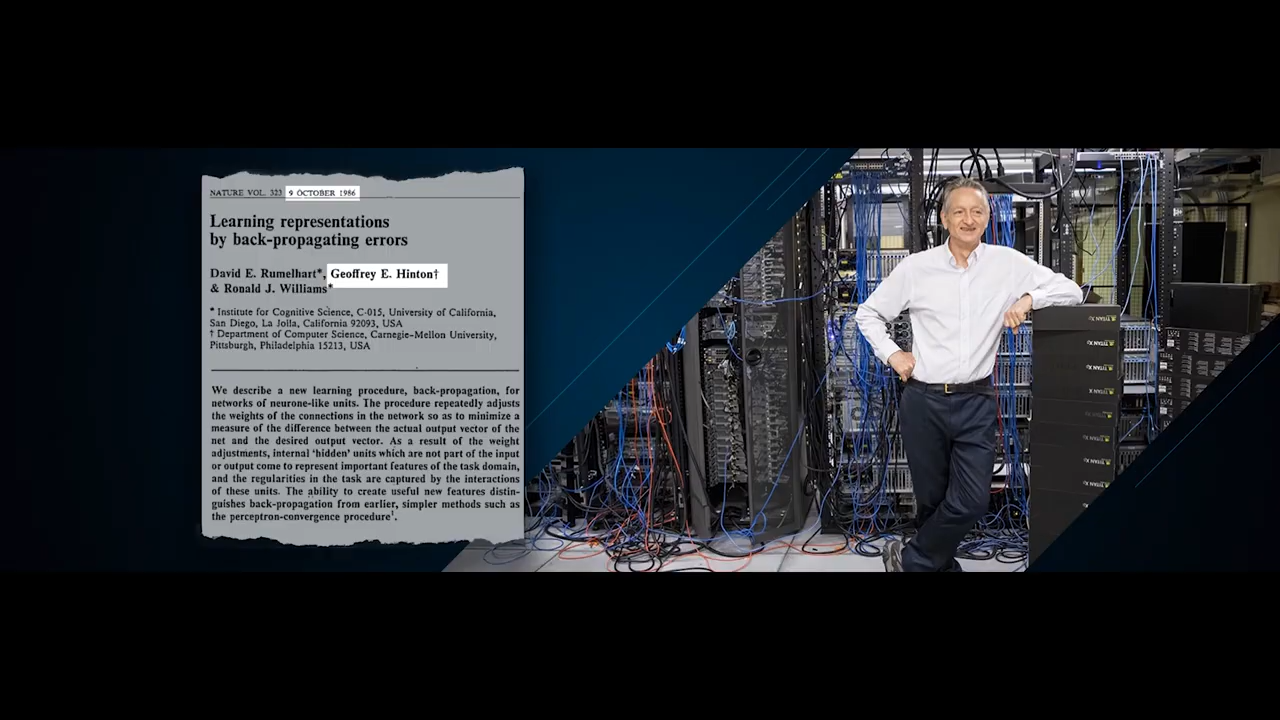 NATURE VOL. 323 9 OCTOBER 1986
Learning representations
by back-propagating errors
David E. Rumelhart*, Geoffrey E. Hinton†
& Ronald J. Williams*
* Institute for Cognitive Science, C-015, University of California,
San Diego, La Jolla, California 92093, USA
† Department of Computer Science, Carnegie-Mellon University,
Pittsburgh, Philadelphia 15213, USA
We describe a new learning procedure, back-propagation, for
networks of neurone-like units. The procedure repeatedly adjusts
the weights of the connections in the network so as to minimize a
measure of the difference between the actual output vector of the
net and the desired output vector. As a result of the weight
adjustments, internal ‘hidden’ units which are not part of the input
or output come to represent important features of the task domain,
and the regularities in the task are captured by the interactions
of these units. The ability to create useful new features distin-
guishes back-propagation from earlier, simpler methods such as
the perceptron-convergence procedure¹.
TITAN X
TITAN X
TITAN X
TITAN X
TITAN X
TITAN X